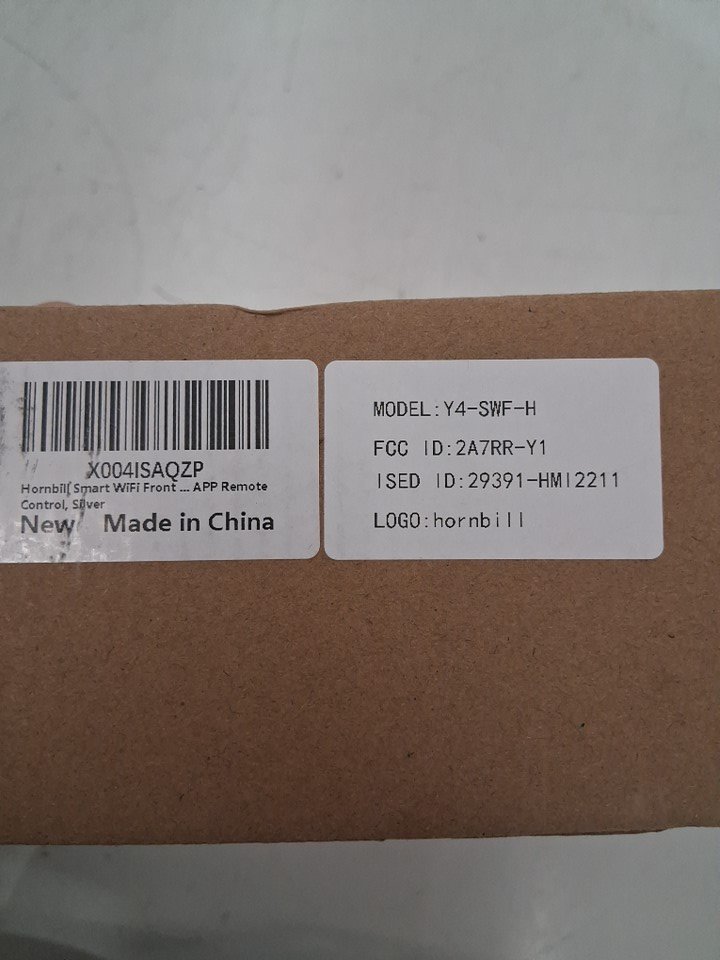 X004ISAQZP
Hornbill Smart WiFi Front ... APP Remote
Control, Silver
New Made in China
MODEL:Y4-SWF-H
FCC ID:2A7RR-Y1
ISED ID:29391-HMI2211
LOGO:hornbill